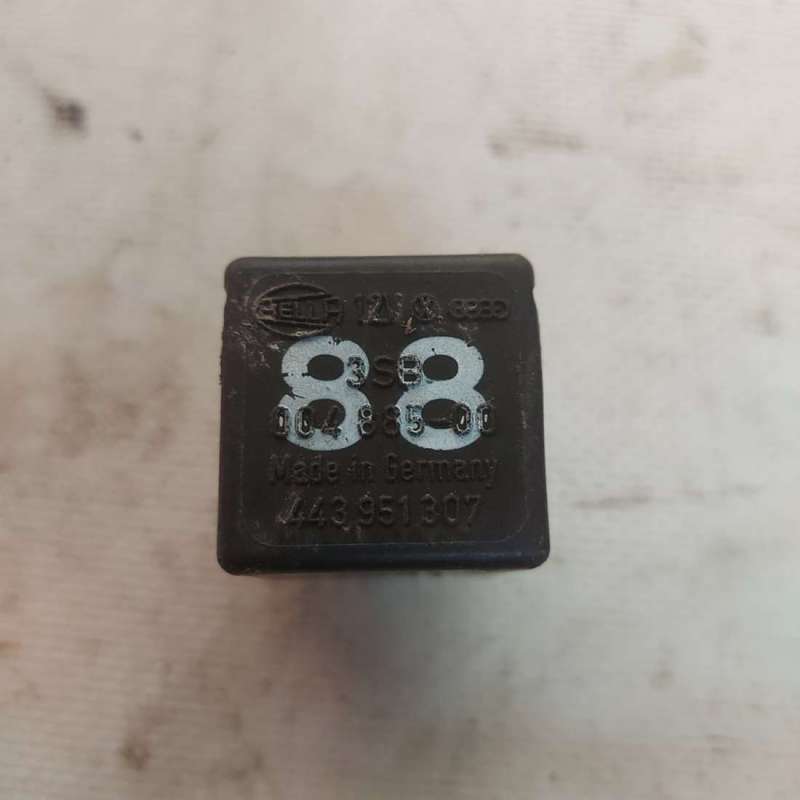 HELLA 12V
88
3SB
004 885-00
Made in Germany
443 951 307